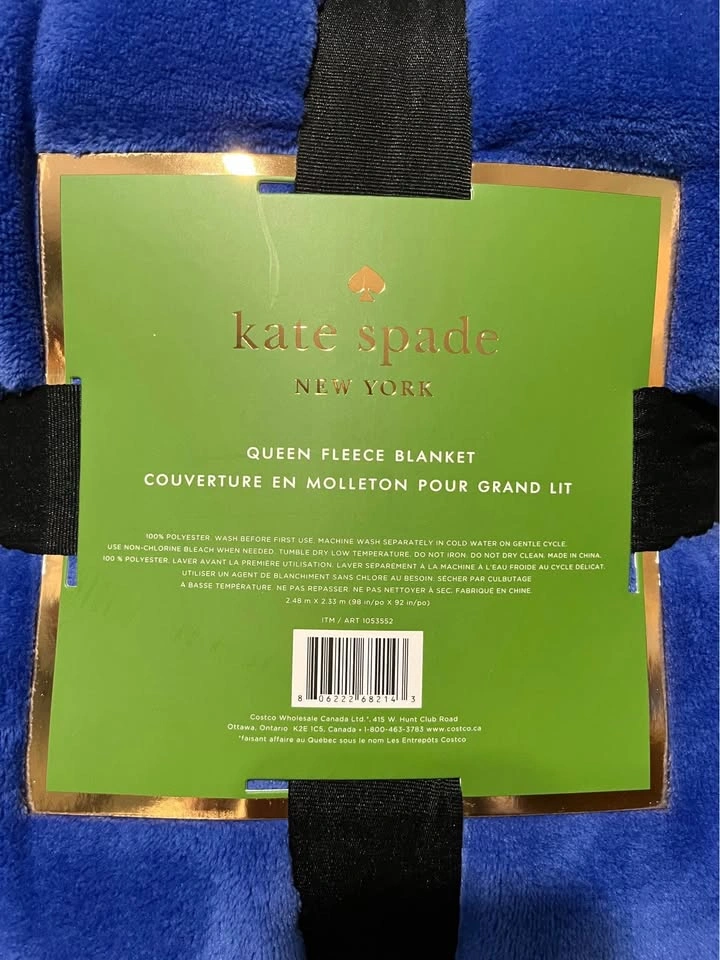 kate spade
NEW YORK
QUEEN FLEECE BLANKET
COUVERTURE EN MOLLETON POUR GRAND LIT
100% POLYESTER. WASH BEFORE FIRST USE. MACHINE WASH SEPARATELY IN COLD WATER ON GENTLE CYCLE.
USE NON-CHLORINE BLEACH WHEN NEEDED. TUMBLE DRY LOW TEMPERATURE. DO NOT IRON. DO NOT DRY CLEAN. MADE IN CHINA.
100 % POLYESTER. LAVER AVANT LA PREMIÈRE UTILISATION. LAVER SÉPARÉMENT À LA MACHINE À L'EAU FROIDE AU CYCLE DÉLICAT.
UTILISER UN AGENT DE BLANCHIMENT SANS CHLORE AU BESOIN. SÉCHER PAR CULBUTAGE
À BASSE TEMPÉRATURE. NE PAS REPASSER. NE PAS NETTOYER À SEC. FABRIQUÉ EN CHINE.
2.48 m X 2.33 m (98 in/po X 92 in/po)
ITM / ART 1053552
8 06222 68214 3
Costco Wholesale Canada Ltd.*, 415 W. Hunt Club Road
Ottawa, Ontario K2E 1C5, Canada • 1-800-463-3783 www.costco.ca
*faisant affaire au Québec sous le nom Les Entrepôts Costco